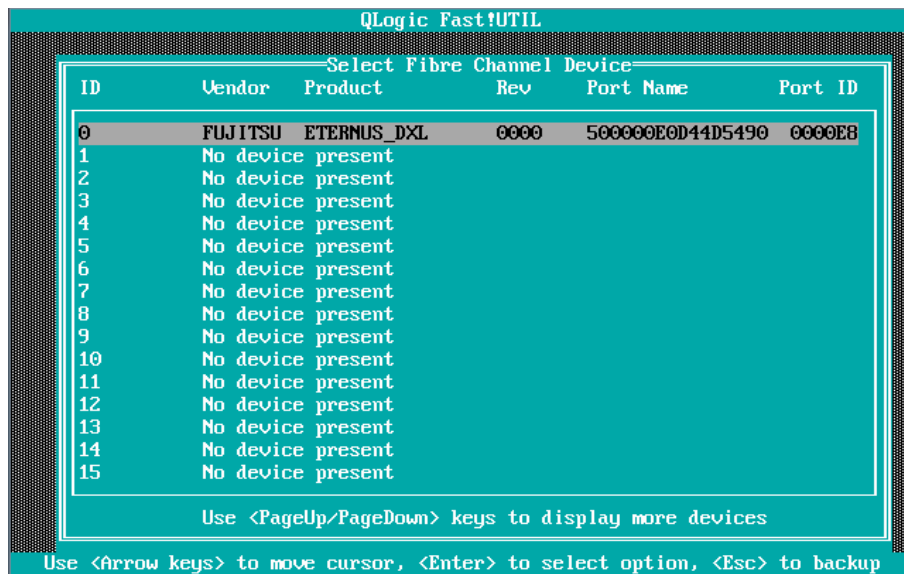 QLogic Fast!UTIL
Select Fibre Channel Device
ID Vendor Product Rev Port Name Port ID
0 FUJITSU ETERNUS_DXL 0000 500000E0D44D5490 0000E8
1 No device present
2 No device present
3 No device present
4 No device present
5 No device present
6 No device present
7 No device present
8 No device present
9 No device present
10 No device present
11 No device present
12 No device present
13 No device present
14 No device present
15 No device present
Use <PageUp/PageDown> keys to display more devices
Use <Arrow keys> to move cursor, <Enter> to select option, <Esc> to backup